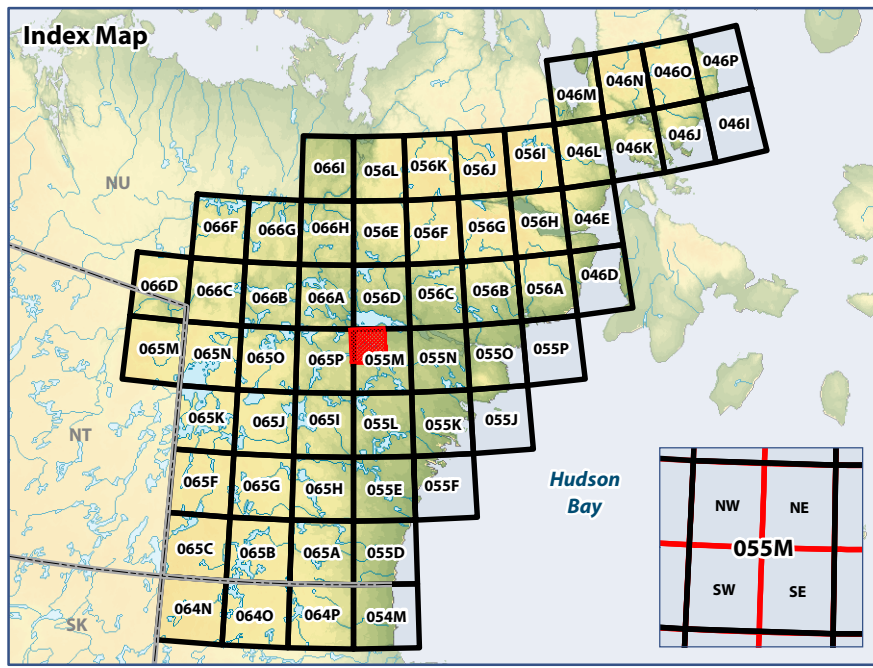 Index Map
046M 046N 046O 046P
066I 056L 056K 056J 056I 046L 046K 046J 046I
NU
066F 066G 066H 056E 056F 056G 056H 046E
066D 066C 066B 066A 056D 056C 056B 056A 046D
065M 065N 065O 065P 055M 055N 055O 055P
065K 065J 065I 055L 055K 055J
NT
065F 065G 065H 055E 055F
Hudson
Bay
065C 065B 065A 055D
064N 064O 064P 054M
SK
NW NE
055M
SW SE